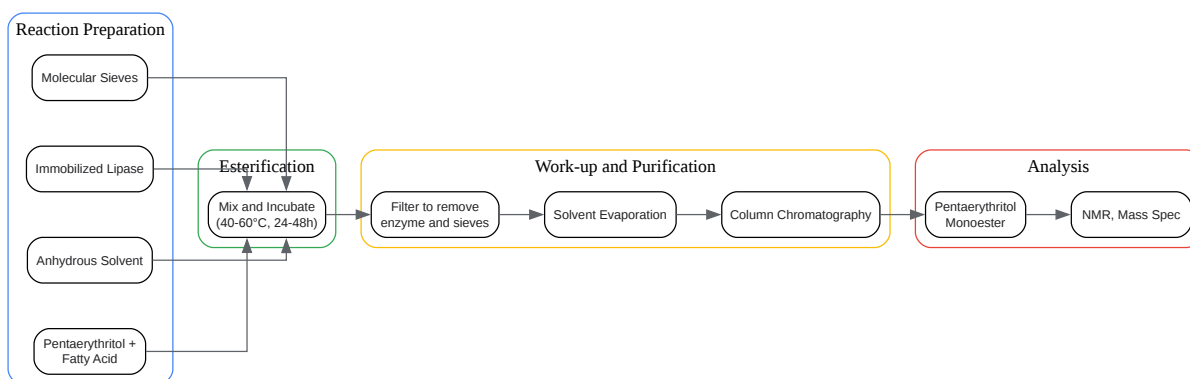 Reaction Preparation
Molecular Sieves
Immobilized Lipase
Anhydrous Solvent
Pentaerythritol +
Fatty Acid
Esterification
Mix and Incubate
(40-60°C, 24-48h)
Work-up and Purification
Filter to remove
enzyme and sieves
Solvent Evaporation
Column Chromatography
Analysis
Pentaerythritol
Monoester
NMR, Mass Spec